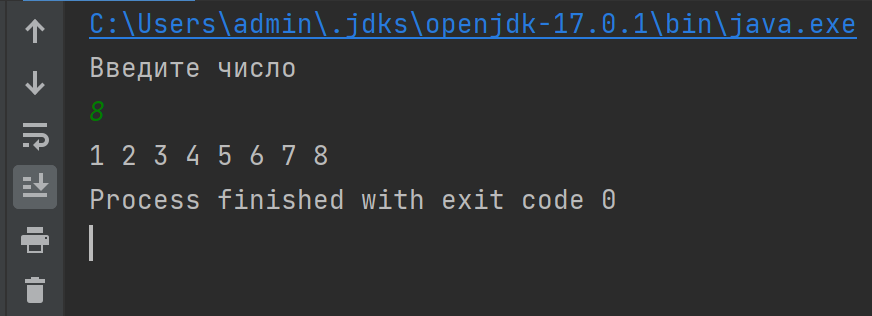 C:\Users\admin\.jdks\openjdk-17.0.1\bin\java.exe
Введите число
8
1 2 3 4 5 6 7 8
Process finished with exit code 0